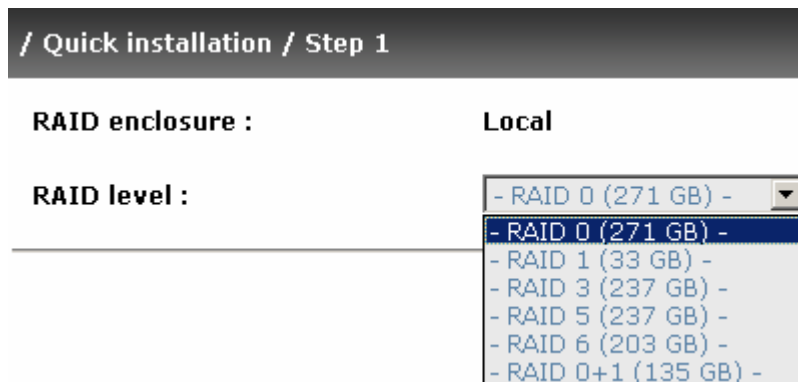 / Quick installation / Step 1
RAID enclosure : Local
RAID level : - RAID 0 (271 GB) -
- RAID 0 (271 GB) -
- RAID 1 (33 GB) -
- RAID 3 (237 GB) -
- RAID 5 (237 GB) -
- RAID 6 (203 GB) -
- RAID 0+1 (135 GB) -